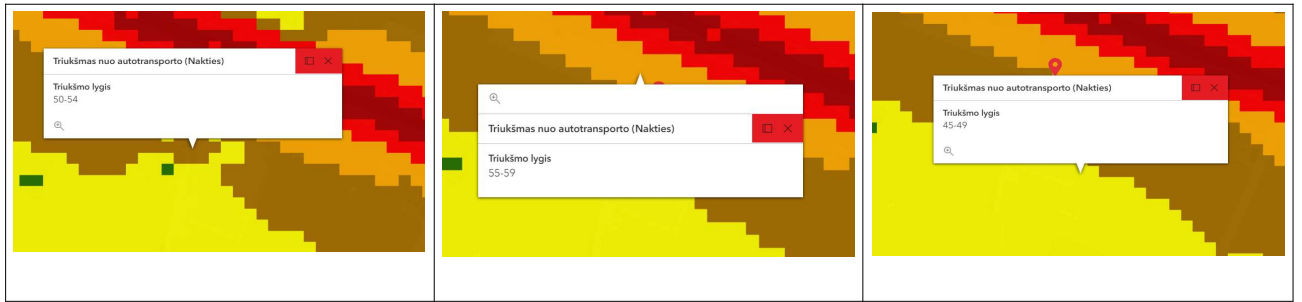 Triukšmas nuo autotransporto (Nakties)
Triukšmo lygis
50-54
Triukšmas nuo autotransporto (Nakties)
Triukšmo lygis
55-59
Triukšmas nuo autotransporto (Nakties)
Triukšmo lygis
45-49